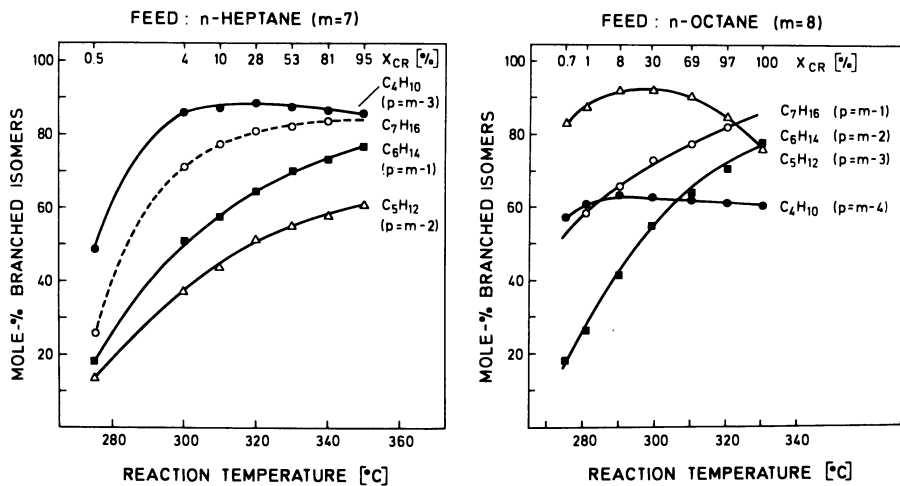 FEED: n-HEPTANE (m=7)
0.5 4 10 28 53 81 95 XCR [%]
100
80
60
40
20
C4H10
(p=m-3)
C7H16
C6H14
(p=m-1)
C5H12
(p=m-2)
MOLE-% BRANCHED ISOMERS
280 300 320 340 360
REACTION TEMPERATURE [°C]
FEED: n-OCTANE (m=8)
0.7 1 8 30 69 97 100 XCR [%]
100
80
60
40
20
C7H16 (p=m-1)
C6H14 (p=m-2)
C5H12 (p=m-3)
C4H10 (p=m-4)
MOLE-% BRANCHED ISOMERS
280 300 320 340
REACTION TEMPERATURE [°C]